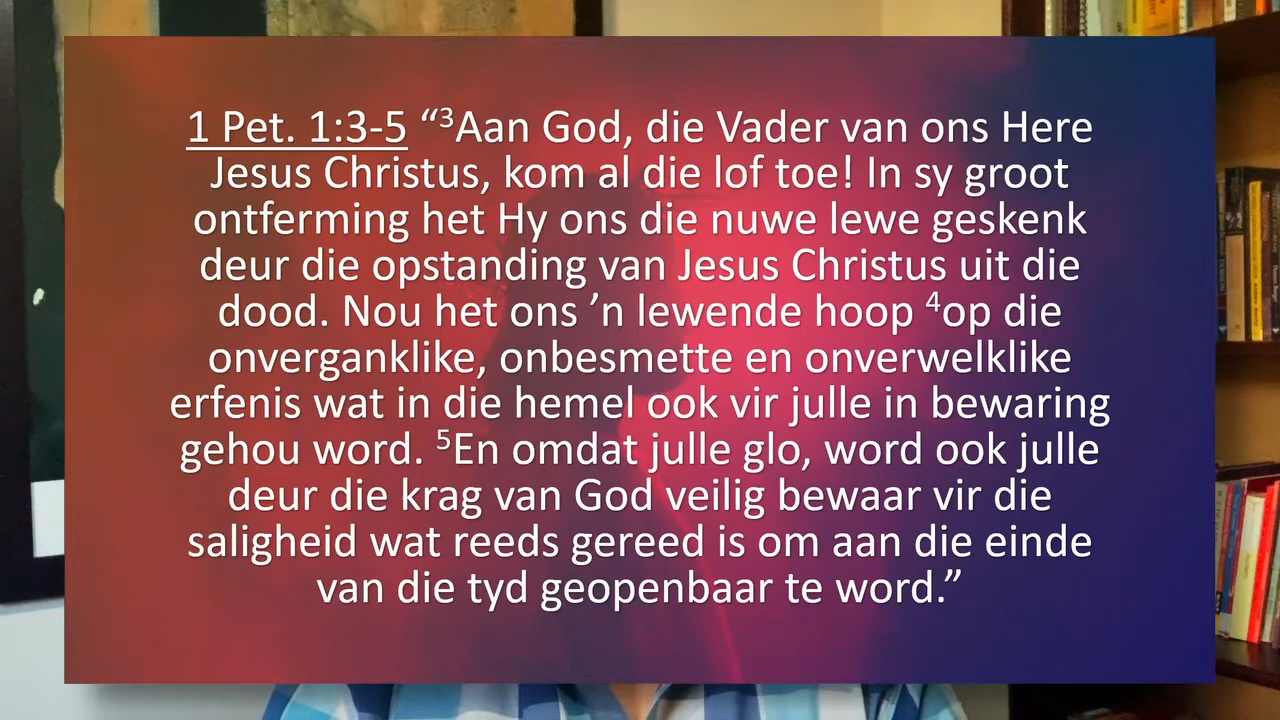 1 Pet. 1:3-5 “³Aan God, die Vader van ons Here
Jesus Christus, kom al die lof toe! In sy groot
ontferming het Hy ons die nuwe lewe geskenk
deur die opstanding van Jesus Christus uit die
dood. Nou het ons ’n lewende hoop ⁴op die
onverganklike, onbesmette en onverwelklike
erfenis wat in die hemel ook vir julle in bewaring
gehou word. ⁵En omdat julle glo, word ook julle
deur die krag van God veilig bewaar vir die
saligheid wat reeds gereed is om aan die einde
van die tyd geopenbaar te word.”